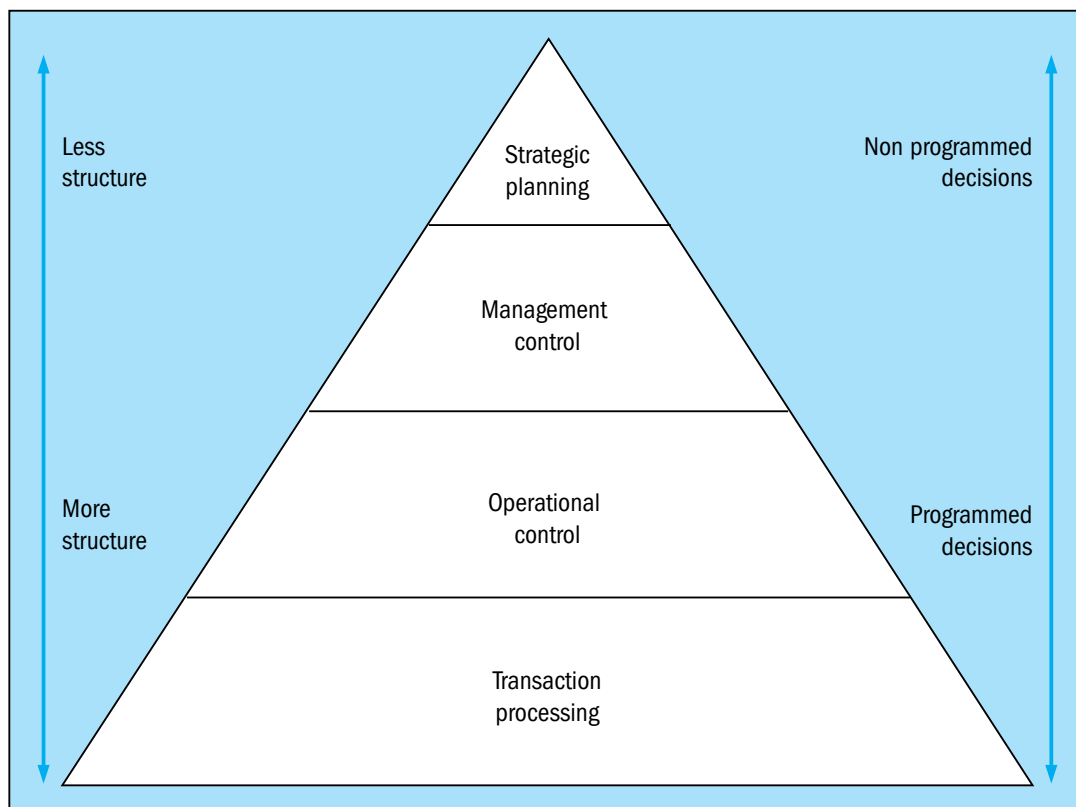 Less
structure
Strategic
planning
Non programmed
decisions
Management
control
More
structure
Operational
control
Programmed
decisions
Transaction
processing